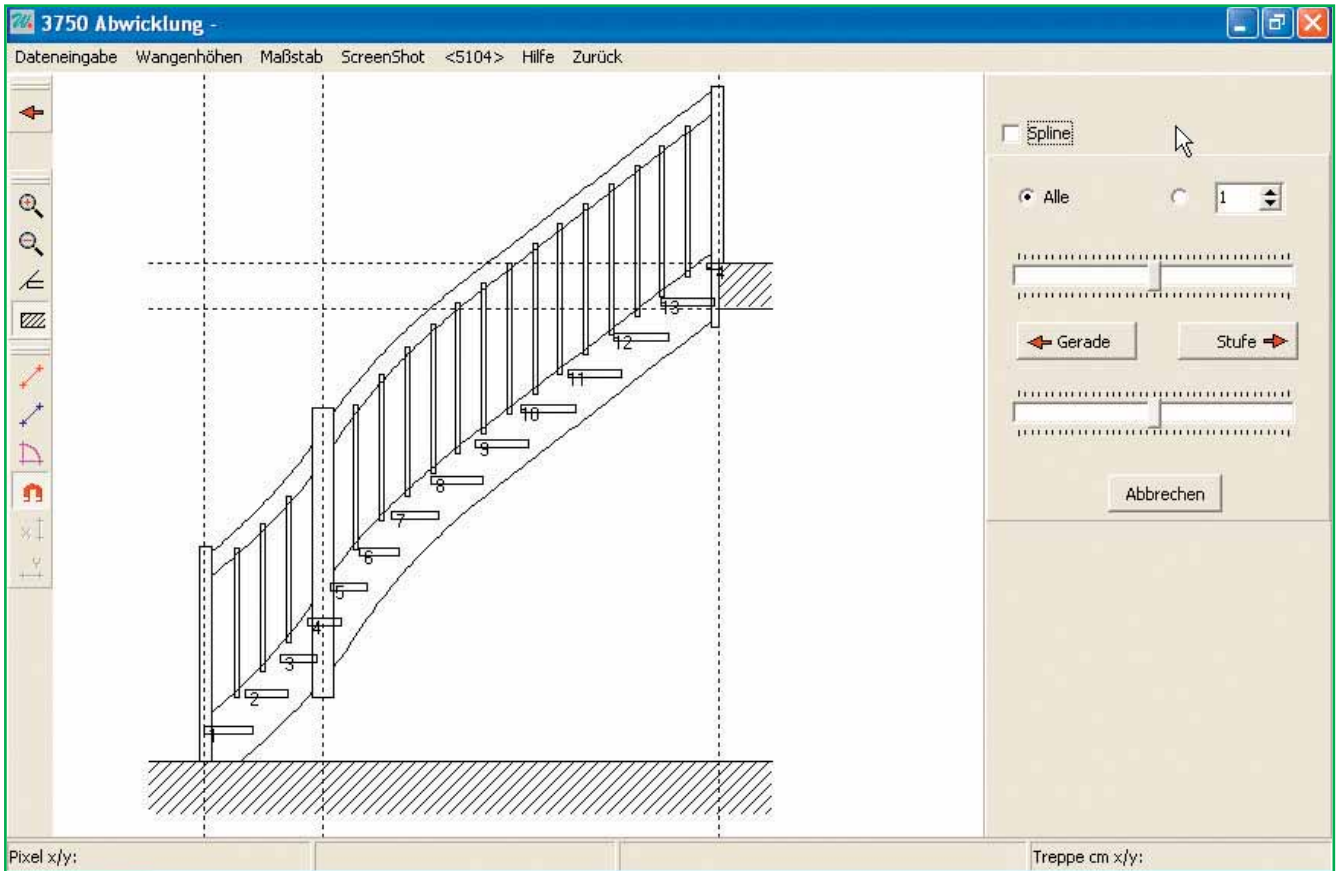 3750 Abwicklung -
Dateneingabe Wangenhöhen Maßstab ScreenShot <5104> Hilfe Zurück
Spline
Alle 1
Gerade Stufe
Abbrechen
13
12
11
10
9
8
7
6
5
4
3
2
1
x
Y
Pixel x/y: Treppe cm x/y: